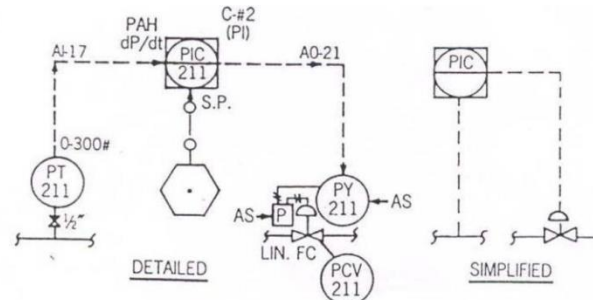 PAH
dP/dt
C-#2
(PI)
AI-17
PIC
211
AO-21
S.P.
0-300#
PT
211
½"
PY
211
AS
P
AS
LIN. FC
PCV
211
DETAILED
PIC
SIMPLIFIED